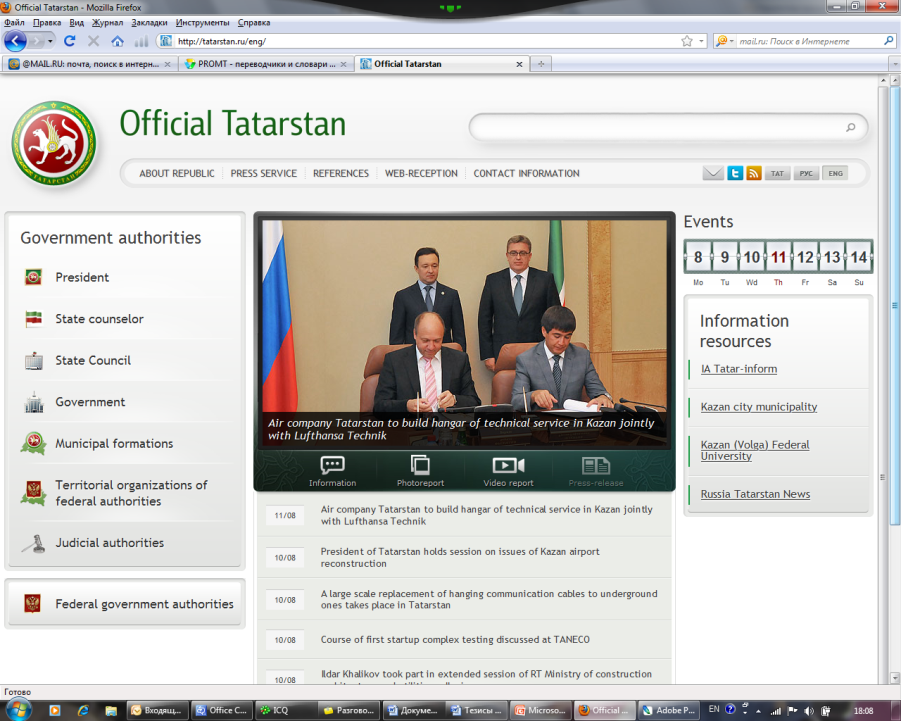 Official Tatarstan - Mozilla Firefox
Файл Правка Вид Журнал Закладки Инструменты Справка
http://tatarstan.ru/eng/
mail.ru: Поиск в Интернете
@MAIL.RU: почта, поиск в интерн...
PROMT - переводчики и словари ...
Official Tatarstan
Official Tatarstan
ТАТАРСТАН
ABOUT REPUBLIC
PRESS SERVICE
REFERENCES
WEB-RECEPTION
CONTACT INFORMATION
ТАТ
РУС
ENG
Government authorities
President
State counselor
State Council
Government
Municipal formations
Territorial organizations of
federal authorities
Judicial authorities
Federal government authorities
Air company Tatarstan to build hangar of technical service in Kazan jointly
with Lufthansa Technik
Information
Photoreport
Video report
Press-release
11/08
Air company Tatarstan to build hangar of technical service in Kazan jointly
with Lufthansa Technik
10/08
President of Tatarstan holds session on issues of Kazan airport
reconstruction
10/08
A large scale replacement of hanging communication cables to underground
ones takes place in Tatarstan
10/08
Course of first startup complex testing discussed at TANECO
10/08
Ildar Khalikov took part in extended session of RT Ministry of construction
Events
8 9 10 11 12 13 14
Mo Tu Wd Th Fr Sa Su
Information
resources
IA Tatar-inform
Kazan city municipality
Kazan (Volga) Federal
University
Russia Tatarstan News
Готово
Входящ...
Office C...
ICQ
Разгово...
Докуме...
Тезисы ...
Microso...
Official ...
Adobe P...
EN
18:08